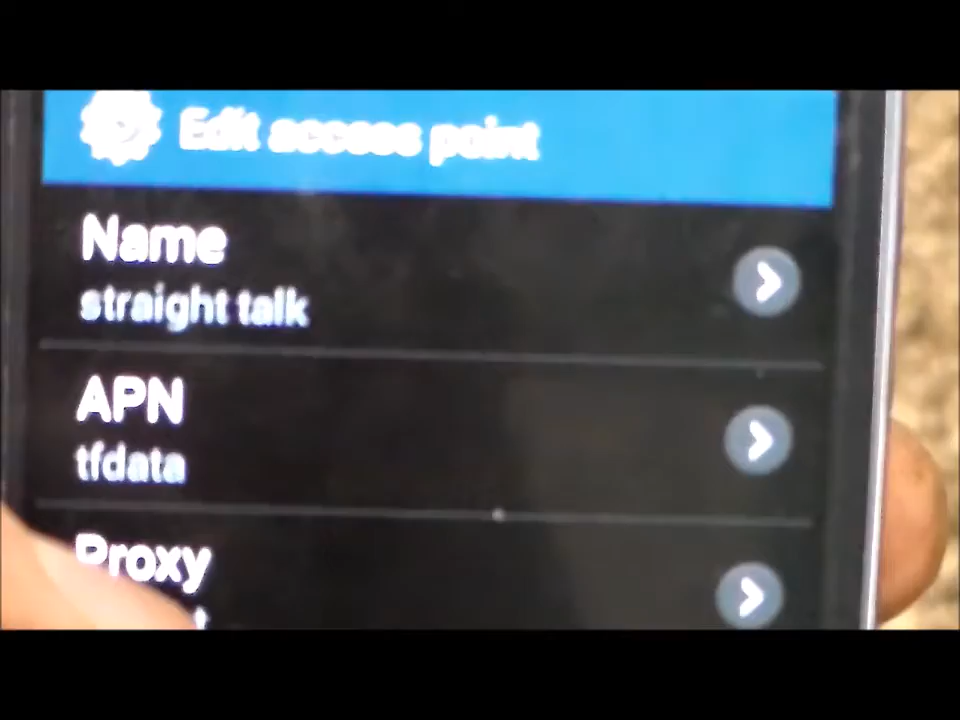 Edit access point
Name
straight talk
APN
tfdata
Proxy